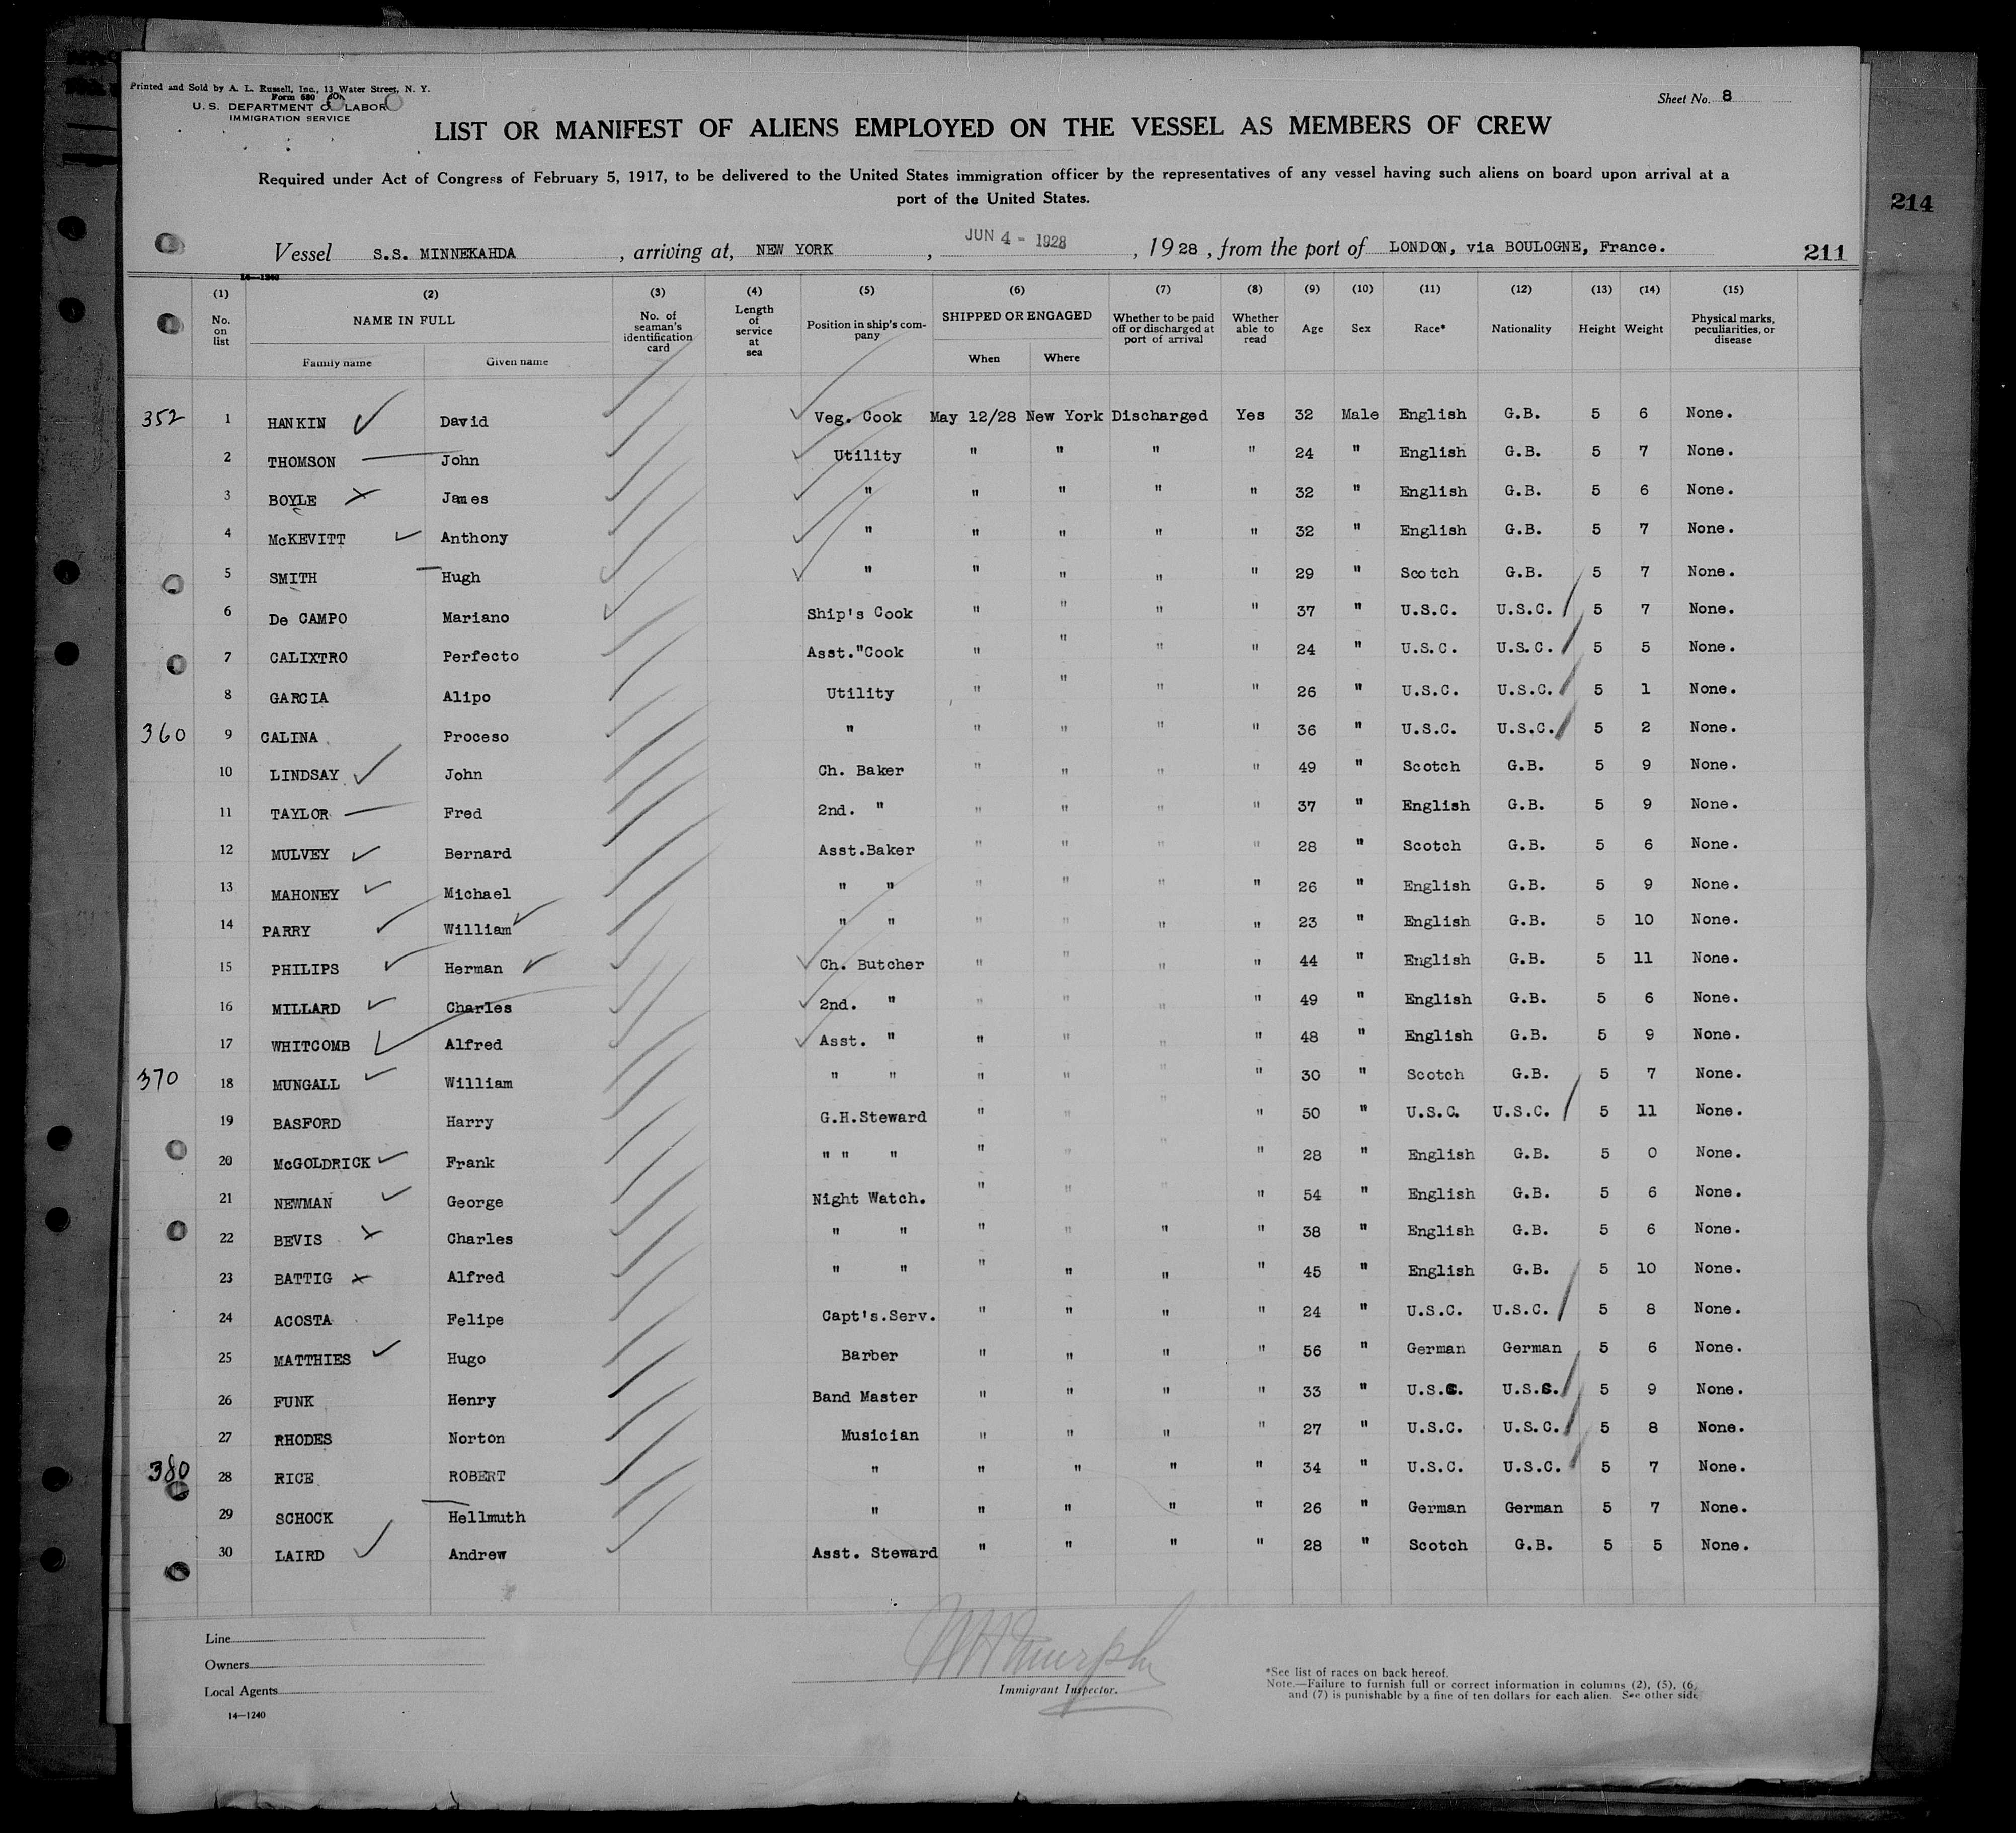 Printed and Sold by A. L. Russell, Inc., 13 Water Street, N. Y.
Form 680
U. S. DEPARTMENT OF LABOR
IMMIGRATION SERVICE
Sheet No. 8
LIST OR MANIFEST OF ALIENS EMPLOYED ON THE VESSEL AS MEMBERS OF CREW
Required under Act of Congress of February 5, 1917, to be delivered to the United States immigration officer by the representatives of any vessel having such aliens on board upon arrival at a
port of the United States.
214
Vessel S.S. MINNEKAHDA, arriving at, NEW YORK, JUN 4 - 1928, 1928, from the port of LONDON, via BOULOGNE, France.
211
14—1240
(1) (2) (3) (4) (5) (6) (7) (8) (9) (10) (11) (12) (13) (14) (15)
No. on list NAME IN FULL Family name Given name No. of seaman's identification card Length of service at sea Position in ship's company SHIPPED OR ENGAGED When Where Whether to be paid off or discharged at port of arrival Whether able to read Age Sex Race* Nationality Height Weight Physical marks, peculiarities, or disease
352 1 HANKIN David Veg. Cook May 12/28 New York Discharged Yes 32 Male English G.B. 5 6 None.
2 THOMSON John Utility " " " " 24 " English G.B. 5 7 None.
3 BOYLE James " " " " " 32 " English G.B. 5 6 None.
4 McKEVITT Anthony " " " " " 32 " English G.B. 5 7 None.
5 SMITH Hugh " " " " " 29 " Scotch G.B. 5 7 None.
6 De CAMPO Mariano Ship's Cook " " " " 37 " U.S.C. U.S.C. 5 7 None.
7 CALIXTRO Perfecto Ast."Cook " " " " 24 " U.S.C. U.S.C. 5 5 None.
8 GARCIA Alipo Utility " " " " 26 " U.S.C. U.S.C. 5 1 None.
360 9 CALINA Proceso " " " " " 36 " U.S.C. U.S.C. 5 2 None.
10 LINDSAY John Ch. Baker " " " " 49 " Scotch G.B. 5 9 None.
11 TAYLOR Fred 2nd. " " " " " 37 " English G.B. 5 9 None.
12 MULVEY Bernard Asst.Baker " " " " 28 " Scotch G.B. 5 6 None.
13 MAHONEY Michael " " " " " " 26 " English G.B. 5 9 None.
14 PARRY William " " " " " " 23 " English G.B. 5 10 None.
15 PHILIPS Herman Ch. Butcher " " " " 44 " English G.B. 5 11 None.
16 MILLARD Charles 2nd. " " " " " 49 " English G.B. 5 6 None.
17 WHITCOMB Alfred Asst. " " " " " 48 " English G.B. 5 9 None.
370 18 MUNGALL William " " " " " " 30 " Scotch G.B. 5 7 None.
19 BASFORD Harry G.H.Steward " " " " 50 " U.S.C. U.S.C. 5 11 None.
20 McGOLDRICK Frank " " " " " " " 28 " English G.B. 5 0 None.
21 NEWMAN George Night Watch. " " " " 54 " English G.B. 5 6 None.
22 BEVIS Charles " " " " " " 38 " English G.B. 5 6 None.
23 BATTIG Alfred " " " " " " 45 " English G.B. 5 10 None.
24 ACOSTA Felipe Capt's.Serv. " " " " 24 " U.S.C. U.S.C. 5 8 None.
25 MATTHIES Hugo Barber " " " " 56 " German German 5 6 None.
26 FUNK Henry Band Master " " " " 33 " U.S.C. U.S.C. 5 9 None.
27 RHODES Norton Musician " " " " 27 " U.S.C. U.S.C. 5 8 None.
380 28 RICE ROBERT " " " " " 34 " U.S.C. U.S.C. 5 7 None.
29 SCHOCK Hellmuth " " " " " 26 " German German 5 7 None.
30 LAIRD Andrew Asst. Steward " " " " 28 " Scotch G.B. 5 5 None.
Line
Owners
Local Agents
14—1240
Murphy
Immigrant Inspector.
*See list of races on back hereof.
Note.—Failure to furnish full or correct information in columns (2), (5), (6,
and (7) is punishable by a fine of ten dollars for each alien. See other side